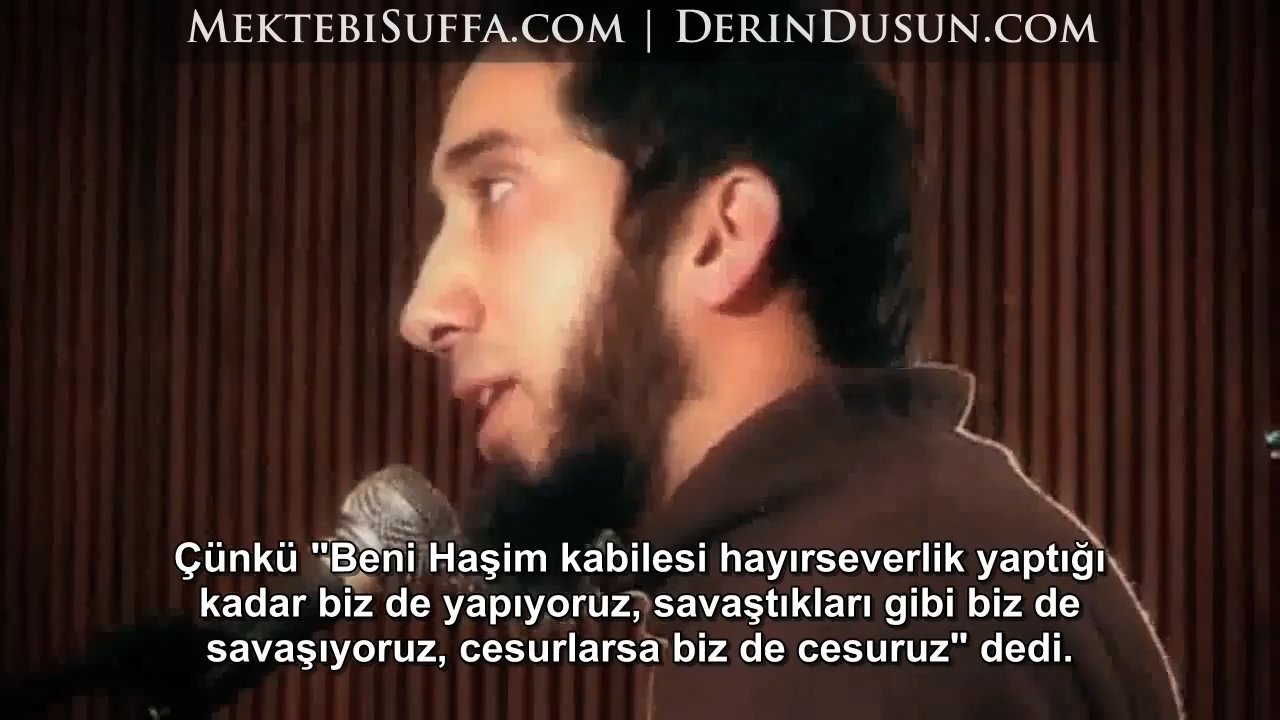 MEKTEBISUFFA.COM | DERINDUSUN.COM
Çünkü "Beni Haşim kabilesi hayırseverlik yaptığı
kadar biz de yapıyoruz, savaştıkları gibi biz de
savaşıyoruz, cesurlarsa biz de cesuruz" dedi.